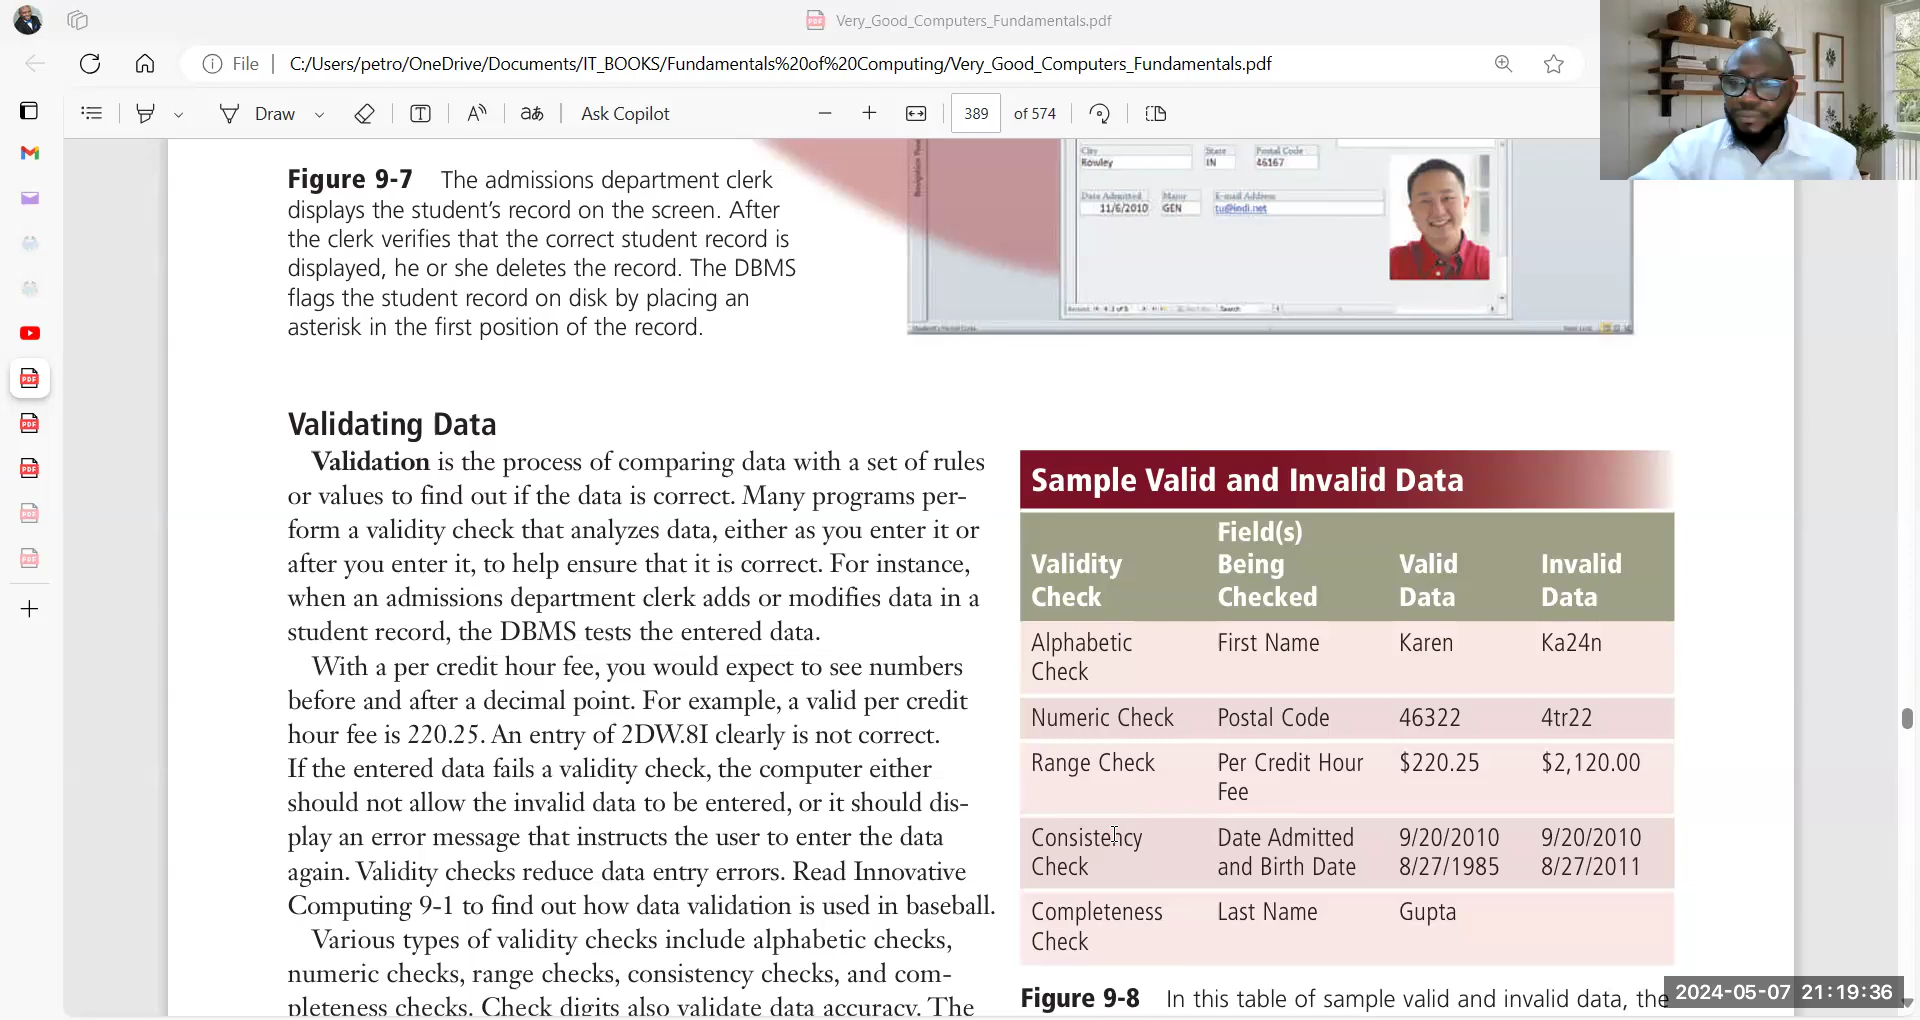 Very_Good_Computers_Fundamentals.pdf
File
C:/Users/petro/OneDrive/Documents/IT_BOOKS/Fundamentals%20of%20Computing/Very_Good_Computers_Fundamentals.pdf
Draw
Ask Copilot
389 of 574
City State Postal Code
Rowley IN 46167
Date Admitted Major E-mail Address
11/6/2010 GEN tu@indi.net
Search
Figure 9-7 The admissions department clerk
displays the student's record on the screen. After
the clerk verifies that the correct student record is
displayed, he or she deletes the record. The DBMS
flags the student record on disk by placing an
asterisk in the first position of the record.
Validating Data
Validation is the process of comparing data with a set of rules
or values to find out if the data is correct. Many programs per-
form a validity check that analyzes data, either as you enter it or
after you enter it, to help ensure that it is correct. For instance,
when an admissions department clerk adds or modifies data in a
student record, the DBMS tests the entered data.
With a per credit hour fee, you would expect to see numbers
before and after a decimal point. For example, a valid per credit
hour fee is 220.25. An entry of 2DW.8I clearly is not correct.
If the entered data fails a validity check, the computer either
should not allow the invalid data to be entered, or it should dis-
play an error message that instructs the user to enter the data
again. Validity checks reduce data entry errors. Read Innovative
Computing 9-1 to find out how data validation is used in baseball.
Various types of validity checks include alphabetic checks,
numeric checks, range checks, consistency checks, and com-
pleteness checks. Check digits also validate data accuracy. The
Sample Valid and Invalid Data
Validity Check
Field(s) Being Checked
Valid Data
Invalid Data
Alphabetic Check
First Name
Karen
Ka24n
Numeric Check
Postal Code
46322
4tr22
Range Check
Per Credit Hour Fee
$220.25
$2,120.00
Consistency Check
Date Admitted and Birth Date
9/20/2010 8/27/1985
9/20/2010 8/27/2011
Completeness Check
Last Name
Gupta
Figure 9-8 In this table of sample valid and invalid data, the
2024-05-07 21:19:36